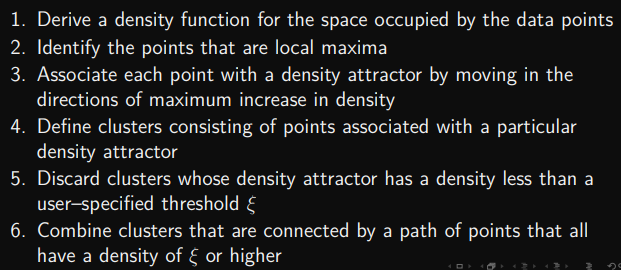 1. Derive a density function for the space occupied by the data points
2. Identify the points that are local maxima
3. Associate each point with a density attractor by moving in the
directions of maximum increase in density
4. Define clusters consisting of points associated with a particular
density attractor
5. Discard clusters whose density attractor has a density less than a
user–specified threshold ξ
6. Combine clusters that are connected by a path of points that all
have a density of ξ or higher